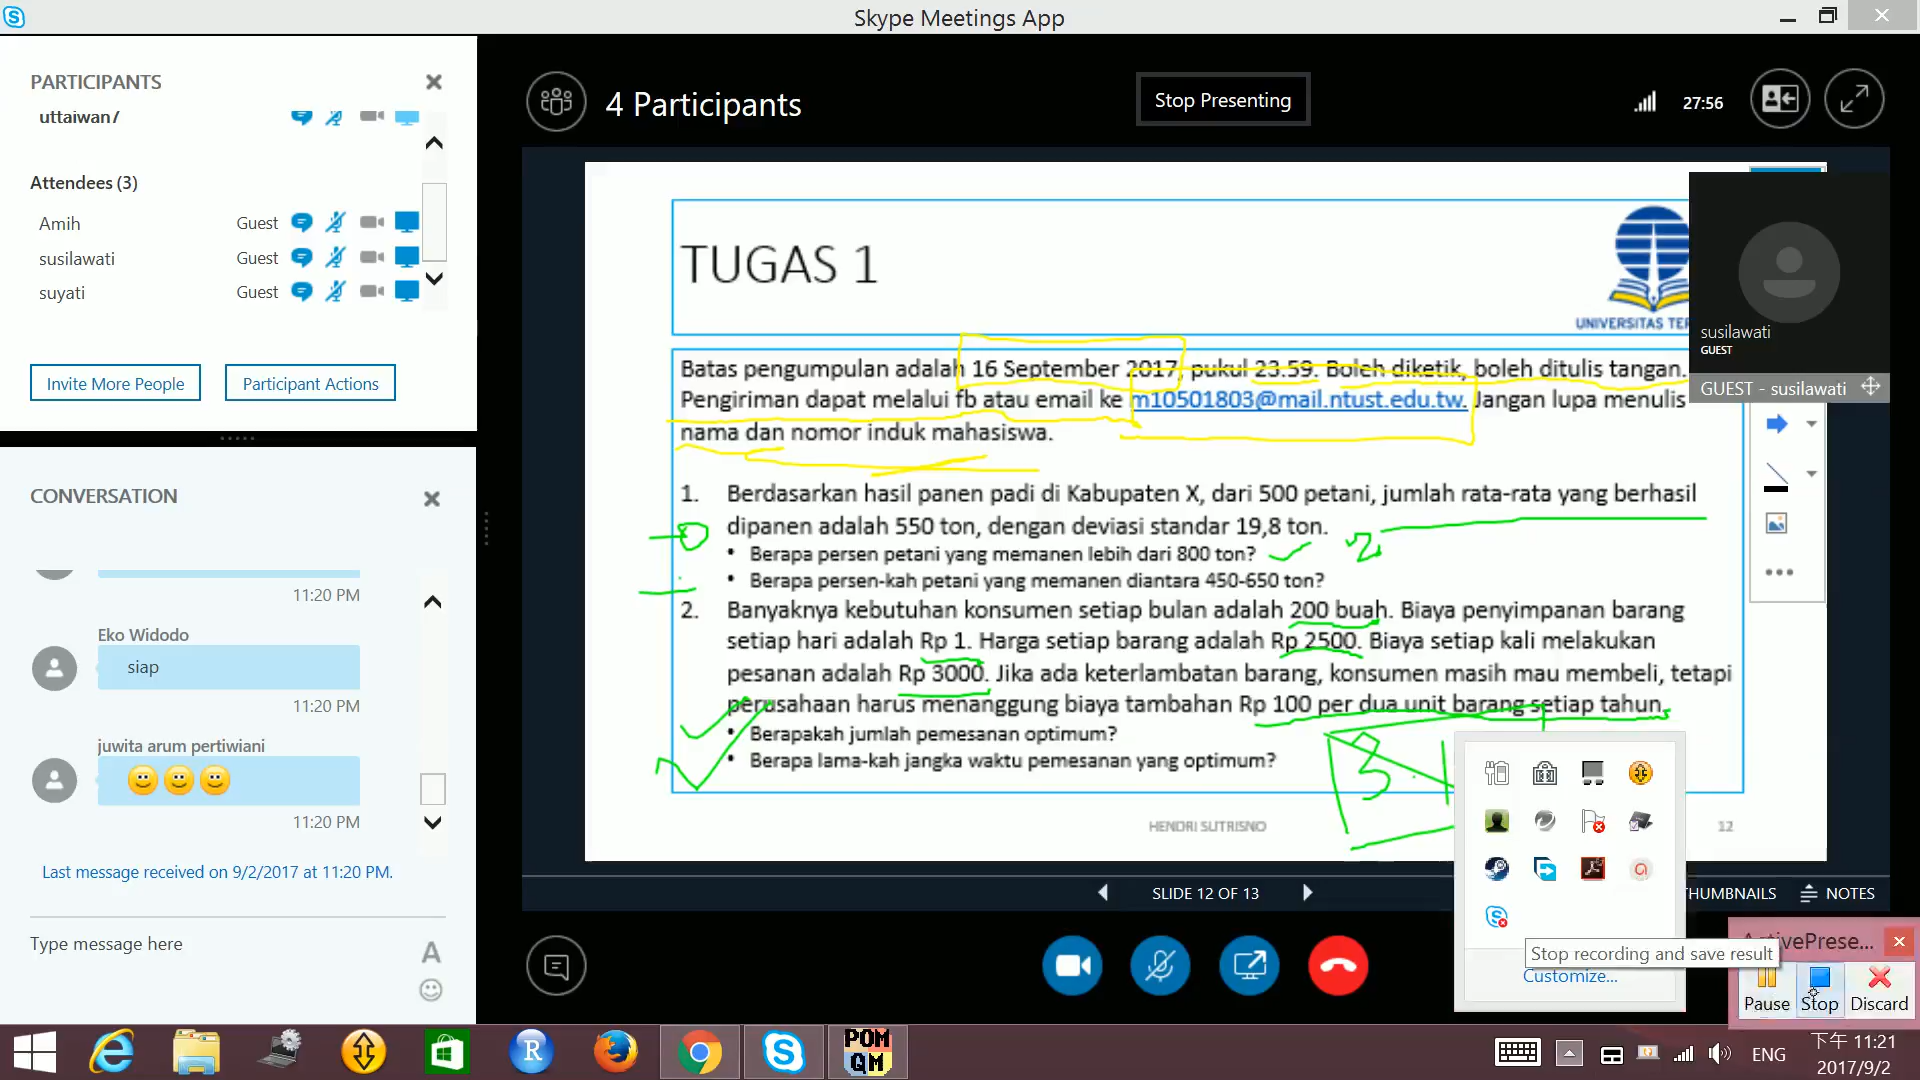 Skype Meetings App
PARTICIPANTS
uttaiwan/
Attendees (3)
Amih Guest
susilawati Guest
suyati Guest
Invite More People
Participant Actions
CONVERSATION
11:20 PM
Eko Widodo
siap
11:20 PM
juwita arum pertiwiani
11:20 PM
Last message received on 9/2/2017 at 11:20 PM.
Type message here
4 Participants
Stop Presenting
27:56
TUGAS 1
UNIVERSITAS TER
susilawati
GUEST
GUEST - susilawati
Batas pengumpulan adalah 16 September 2017, pukul 23.59. Boleh diketik, boleh ditulis tangan.
Pengiriman dapat melalui fb atau email ke m10501803@mail.ntust.edu.tw. Jangan lupa menulis
nama dan nomor induk mahasiswa.
1. Berdasarkan hasil panen padi di Kabupaten X, dari 500 petani, jumlah rata-rata yang berhasil
dipanen adalah 550 ton, dengan deviasi standar 19,8 ton.
• Berapa persen petani yang memanen lebih dari 800 ton?
• Berapa persen-kah petani yang memanen diantara 450-650 ton?
2. Banyaknya kebutuhan konsumen setiap bulan adalah 200 buah. Biaya penyimpanan barang
setiap hari adalah Rp 1. Harga setiap barang adalah Rp 2500. Biaya setiap kali melakukan
pesanan adalah Rp 3000. Jika ada keterlambatan barang, konsumen masih mau membeli, tetapi
perusahaan harus menanggung biaya tambahan Rp 100 per dua unit barang setiap tahun.
• Berapakah jumlah pemesanan optimum?
• Berapa lama-kah jangka waktu pemesanan yang optimum?
HENDRI SUTRISNO
12
SLIDE 12 OF 13
HUMBNAILS
NOTES
Stop recording and save result
Customize...
Pause
Stop
Discard
POM
QM
ENG
下午 11:21
2017/9/2